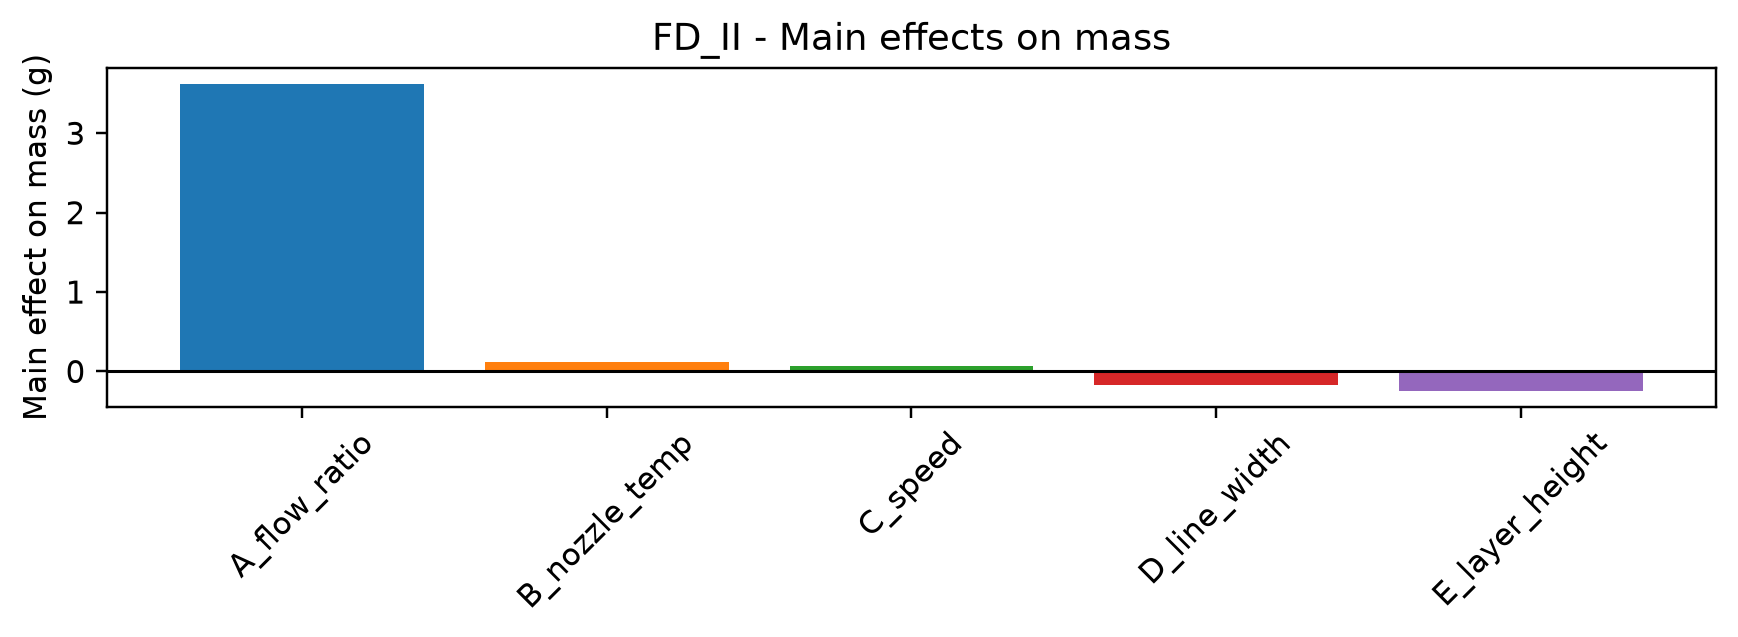 FD_II - Main effects on mass
Main effect on mass (g)
3
2
1
0
A_flow_ratio
B_nozzle_temp
C_speed
D_line_width
E_layer_height